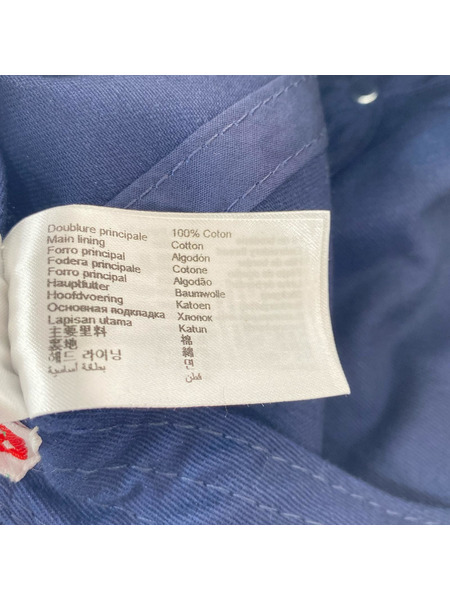 Doublure principale 100% Coton
Main lining Cotton
Forro principal Algodón
Fodera principale Cotone
Forro principal Algodão
Hauptfutter Baumwolle
Hoofdvoering Katoen
Основная подкладка Хлопок
Lapisan utama Katun
主要里料 棉
裏地 綿
헤드 라이닝 면
بطاقة أساسية قطن